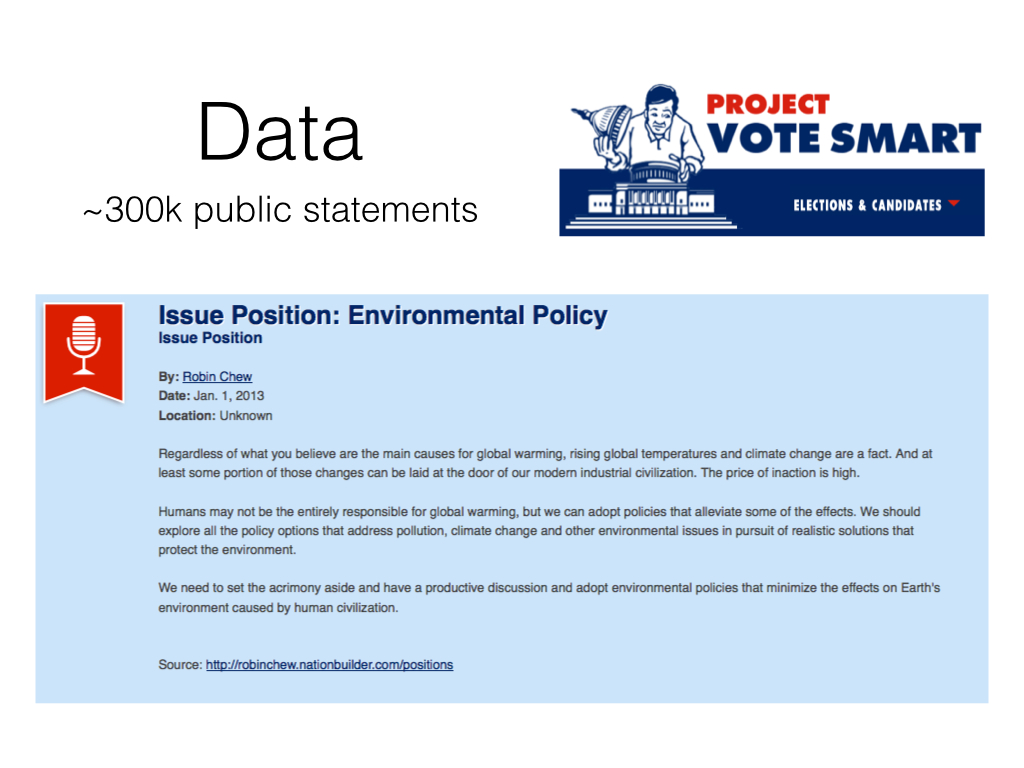 Data
~300k public statements
PROJECT
VOTE SMART
ELECTIONS & CANDIDATES
Issue Position: Environmental Policy
Issue Position
By: Robin Chew
Date: Jan. 1, 2013
Location: Unknown
Regardless of what you believe are the main causes for global warming, rising global temperatures and climate change are a fact. And at
least some portion of those changes can be laid at the door of our modern industrial civilization. The price of inaction is high.
Humans may not be the entirely responsible for global warming, but we can adopt policies that alleviate some of the effects. We should
explore all the policy options that address pollution, climate change and other environmental issues in pursuit of realistic solutions that
protect the environment.
We need to set the acrimony aside and have a productive discussion and adopt environmental policies that minimize the effects on Earth's
environment caused by human civilization.
Source: http://robinchew.nationbuilder.com/positions